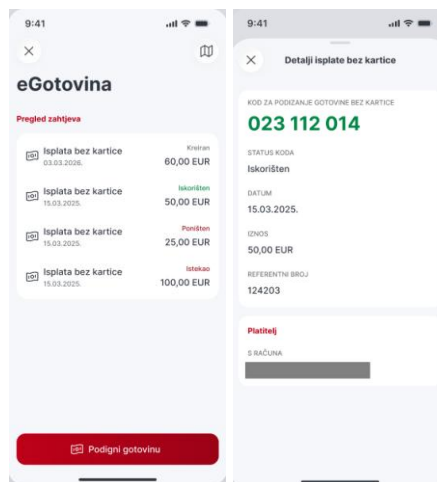 9:41
eGotovina
Pregled zahtjeva
Isplata bez kartice
Kreiran
03.03.2026.
60,00 EUR
Isplata bez kartice
Iskorišten
15.03.2025.
50,00 EUR
Isplata bez kartice
Poništen
15.03.2025.
25,00 EUR
Isplata bez kartice
Istekao
15.03.2025.
100,00 EUR
Podigni gotovinu
9:41
Detalji isplate bez kartice
KOD ZA PODIZANJE GOTOVINE BEZ KARTICE
023 112 014
STATUS KODA
Iskorišten
DATUM
15.03.2025.
IZNOS
50,00 EUR
REFERENTNI BROJ
124203
Platitelj
S RAČUNA